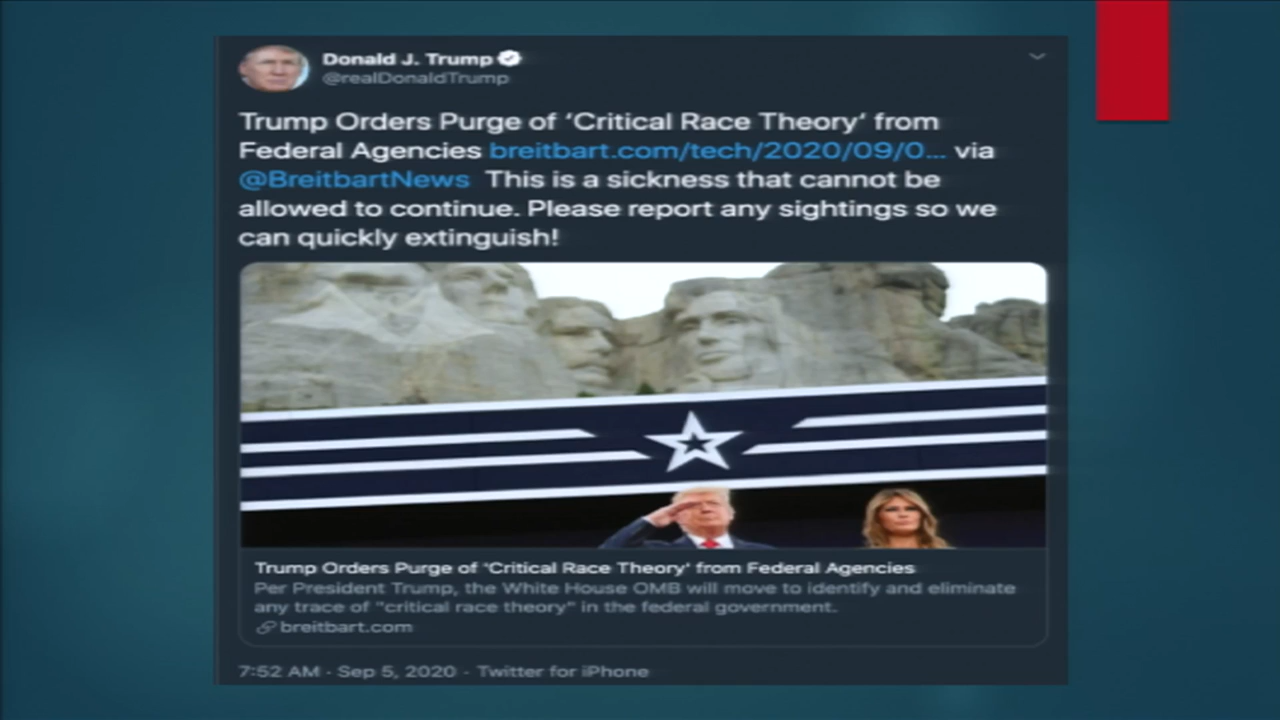 Donald J. Trump
@realDonaldTrump
Trump Orders Purge of ‘Critical Race Theory’ from
Federal Agencies breitbart.com/tech/2020/09/0... via
@BreitbartNews This is a sickness that cannot be
allowed to continue. Please report any sightings so we
can quickly extinguish!
Trump Orders Purge of 'Critical Race Theory' from Federal Agencies
Per President Trump, the White House OMB will move to identify and eliminate
any trace of "critical race theory" in the federal government.
breitbart.com
7:52 AM · Sep 5, 2020 · Twitter for iPhone